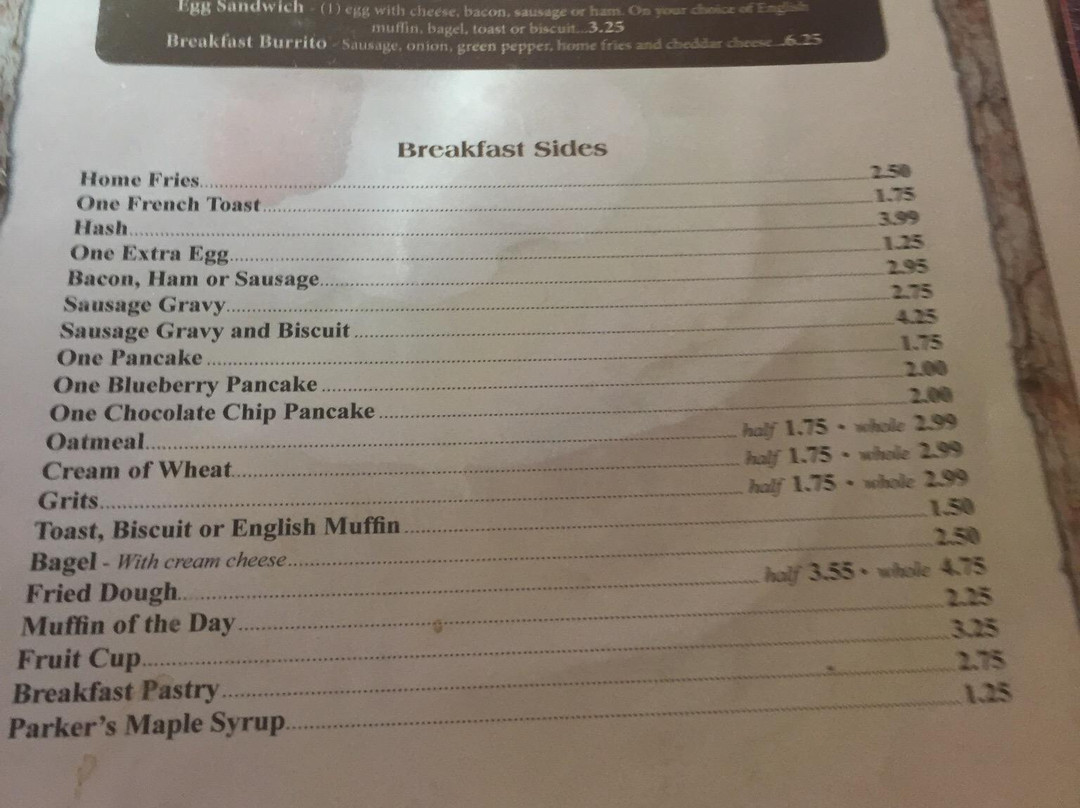 Egg Sandwich - (1) egg with cheese, bacon, sausage or ham. On your choice of English
muffin, bagel, toast or biscuit...3.25
Breakfast Burrito - Sausage, onion, green pepper, home fries and cheddar cheese...6.25
Breakfast Sides
Home Fries 2.50
One French Toast 1.75
Hash 3.99
One Extra Egg 1.25
Bacon, Ham or Sausage 2.95
Sausage Gravy 2.75
Sausage Gravy and Biscuit 4.25
One Pancake 1.75
One Blueberry Pancake 2.00
One Chocolate Chip Pancake 2.00
Oatmeal half 1.75 • whole 2.99
Cream of Wheat half 1.75 • whole 2.99
Grits half 1.75 • whole 2.99
Toast, Biscuit or English Muffin 1.50
Bagel - With cream cheese 2.50
Fried Dough half 3.55 • whole 4.75
Muffin of the Day 2.25
Fruit Cup 3.25
Breakfast Pastry 2.75
Parker's Maple Syrup 1.25